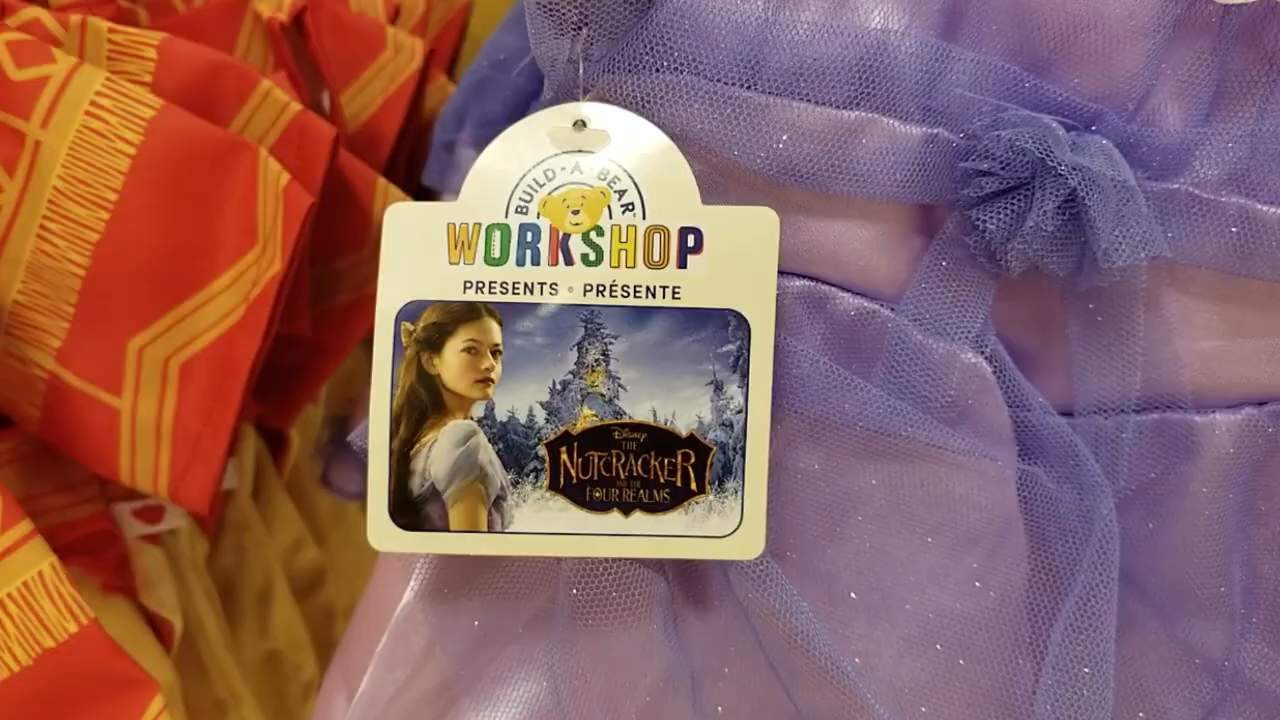 BUILD-A-BEAR
WORKSHOP
PRESENTS • PRÉSENTE
Disney
THE
NUTCRACKER
AND THE
FOUR REALMS